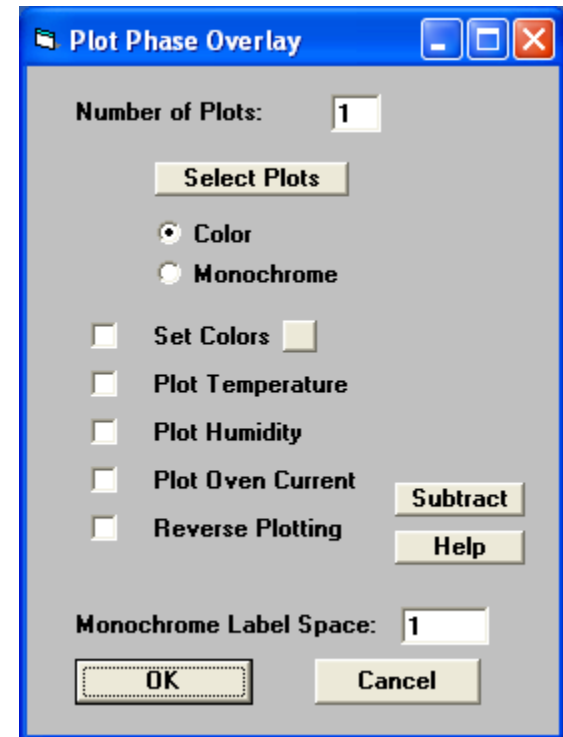 Plot Phase Overlay
Number of Plots: 1
Select Plots
Color
Monochrome
Set Colors
Plot Temperature
Plot Humidity
Plot Oven Current
Subtract
Reverse Plotting
Help
Monochrome Label Space: 1
OK Cancel